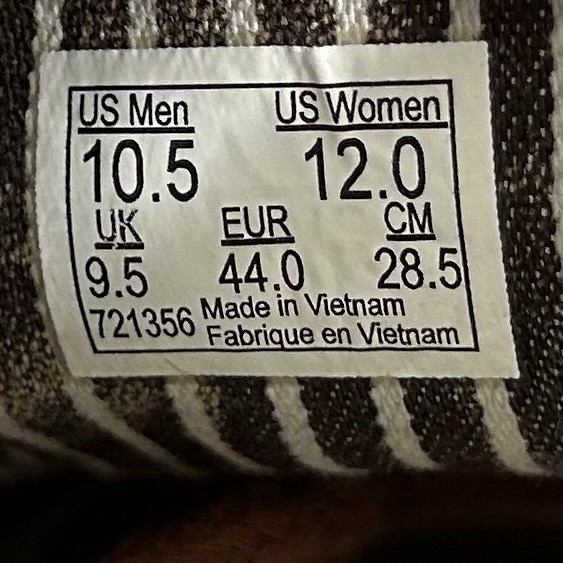 US Men US Women
10.5 12.0
UK EUR CM
9.5 44.0 28.5
721356 Made in Vietnam
Fabrique en Vietnam